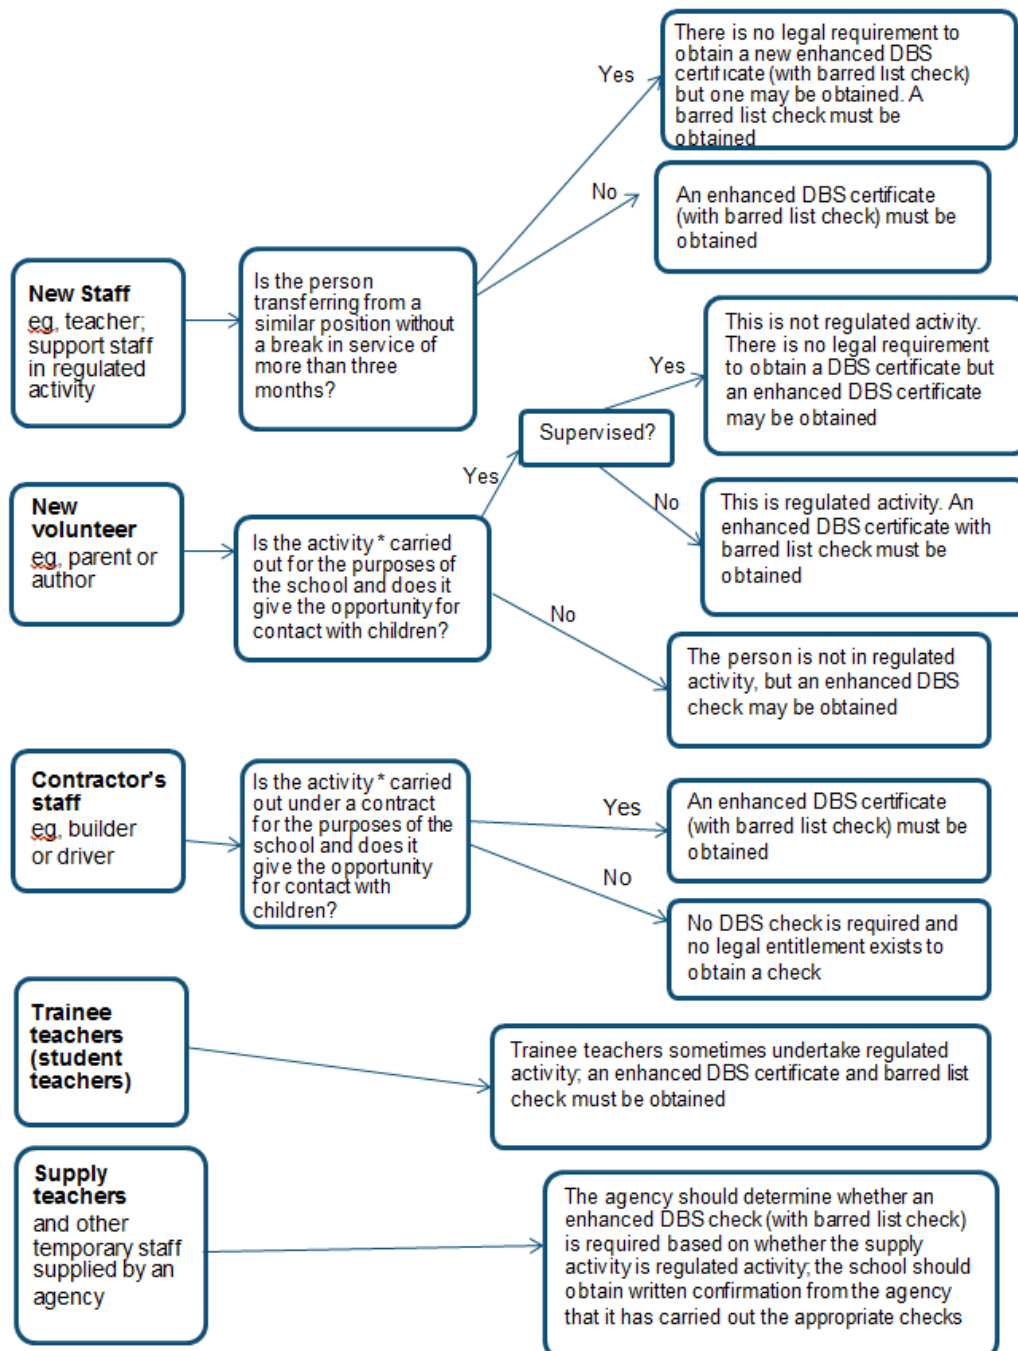 There is no legal requirement to
obtain a new enhanced DBS
certificate (with barred list check)
but one may be obtained. A
barred list check must be
obtained
Yes
No
An enhanced DBS certificate
(with barred list check) must be
obtained
New Staff
eg, teacher;
support staff
in regulated
activity
Is the person
transferring from a
similar position without
a break in service of
more than three
months?
This is not regulated activity.
There is no legal requirement
to obtain a DBS certificate but
an enhanced DBS certificate
may be obtained
Yes
Supervised?
Yes
No
This is regulated activity. An
enhanced DBS certificate with
barred list check must be
obtained
New
volunteer
eg, parent or
author
Is the activity * carried
out for the purposes of
the school and does it
give the opportunity for
contact with children?
No
The person is not in regulated
activity, but an enhanced DBS
check may be obtained
Contractor's
staff
eg, builder
or driver
Is the activity * carried
out under a contract
for the purposes of the
school and does it
give the opportunity
for contact with
children?
Yes
An enhanced DBS certificate
(with barred list check) must be
obtained
No
No DBS check is required and
no legal entitlement exists to
obtain a check
Trainee
teachers
(student
teachers)
Trainee teachers sometimes undertake regulated
activity; an enhanced DBS certificate and barred list
check must be obtained
Supply
teachers
and other
temporary staff
supplied by an
agency
The agency should determine whether an
enhanced DBS check (with barred list check)
is required based on whether the supply
activity is regulated activity; the school should
obtain written confirmation from the agency
that it has carried out the appropriate checks